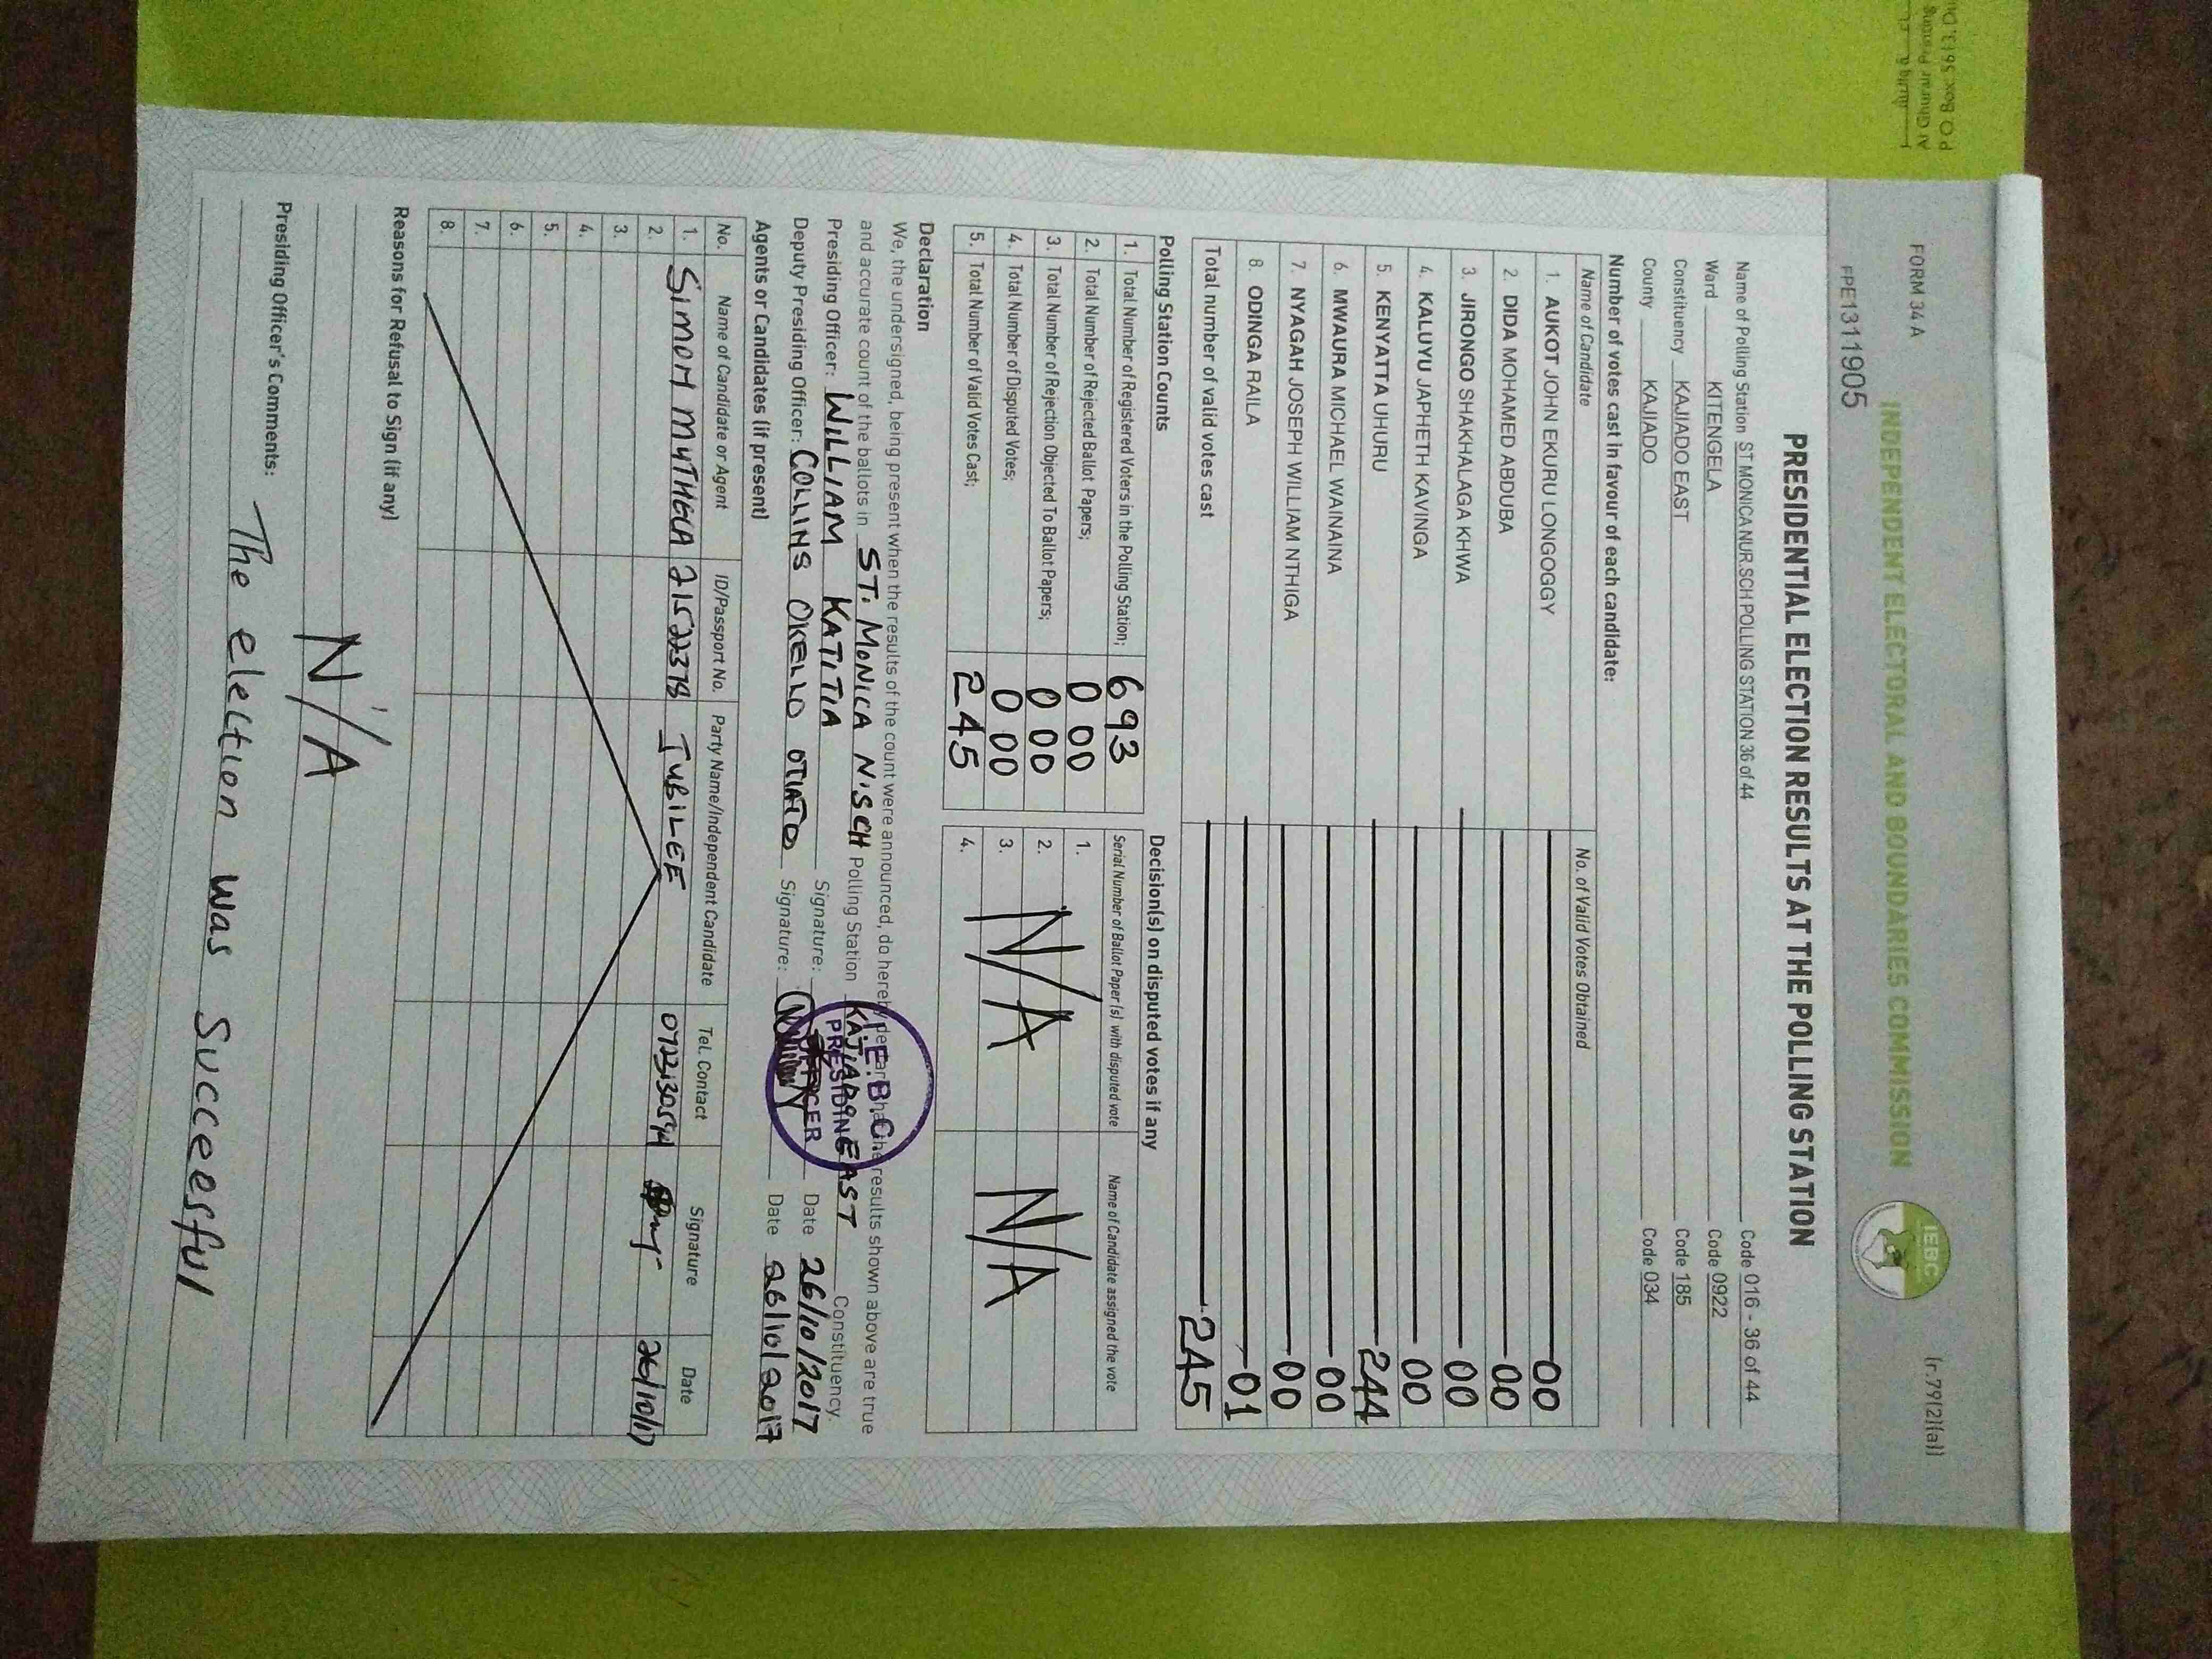 P O Box: 5613, Du
Al Ghurair Printing
FORM 34 A
(r.79(2)(a))
INDEPENDENT ELECTORAL AND BOUNDARIES COMMISSION
IEBC
FPE1311905
PRESIDENTIAL ELECTION RESULTS AT THE POLLING STATION
Name of Polling Station ST MONICA NUR.SCH POLLING STATION 36 of 44 Code 016 - 36 of 44
Ward KITENGELA Code 0922
Constituency KAJIADO EAST Code 185
County KAJIADO Code 034
Number of votes cast in favour of each candidate:
Name of Candidate No. of Valid Votes Obtained
1. AUKOT JOHN EKURU LONGOGGY 00
2. DIDA MOHAMED ABDUBA 00
3. JIRONGO SHAKHALAGA KHWA 00
4. KALUYU JAPHETH KAVINGA 00
5. KENYATTA UHURU 244
6. MWAURA MICHAEL WAINAINA 00
7. NYAGAH JOSEPH WILLIAM NTHIGA 00
8. ODINGA RAILA 01
Total number of valid votes cast 245
Polling Station Counts
1. Total Number of Registered Voters in the Polling Station; 693
2. Total Number of Rejected Ballot Papers; 0 00
3. Total Number of Rejection Objected To Ballot Papers; 0 00
4. Total Number of Disputed Votes; 0 00
5. Total Number of Valid Votes Cast; 245
Decision(s) on disputed votes if any
Serial Number of Ballot Paper(s) with disputed vote Name of Candidate assigned the vote
1.
2.
3.
4.
N/A N/A
Declaration
We, the undersigned, being present when the results of the count were announced, do hereby declare that the results shown above are true
and accurate count of the ballots in ST. MONICA N'SCH Polling Station KAJIADO EAST Constituency
Presiding Officer: WILLIAM KATITIA Signature: Date 26/10/2017
Deputy Presiding Officer: COLLINS OKELLO OTIATO Signature: Date 26/10/2017
I.E.B.C
PRESIDING
OFFICER
Agents or Candidates (if present)
No. Name of Candidate or Agent ID/Passport No. Party Name/Independent Candidate Tel. Contact Signature Date
1. SIMON MUTHEGA 21522378 JUBILEE 26/10/17
2.
3.
4.
5.
6.
7.
8.
Reasons for Refusal to Sign (if any)
N/A
Presiding Officer's Comments: The election was Succeesful